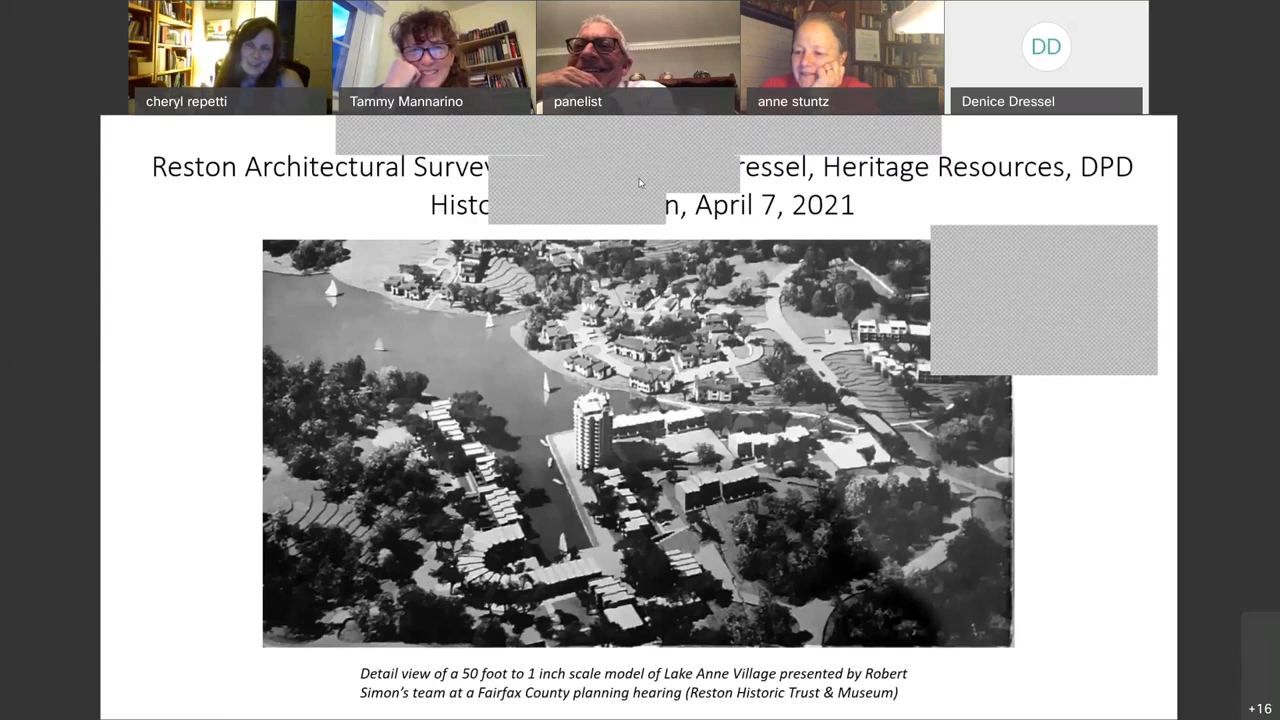 cheryl repetti
Tammy Mannarino
panelist
anne stuntz
DD
Denice Dressel
Reston Architectural Surve ressel, Heritage Resources, DPD
Histo n, April 7, 2021
Detail view of a 50 foot to 1 inch scale model of Lake Anne Village presented by Robert
Simon's team at a Fairfax County planning hearing (Reston Historic Trust & Museum)
+16